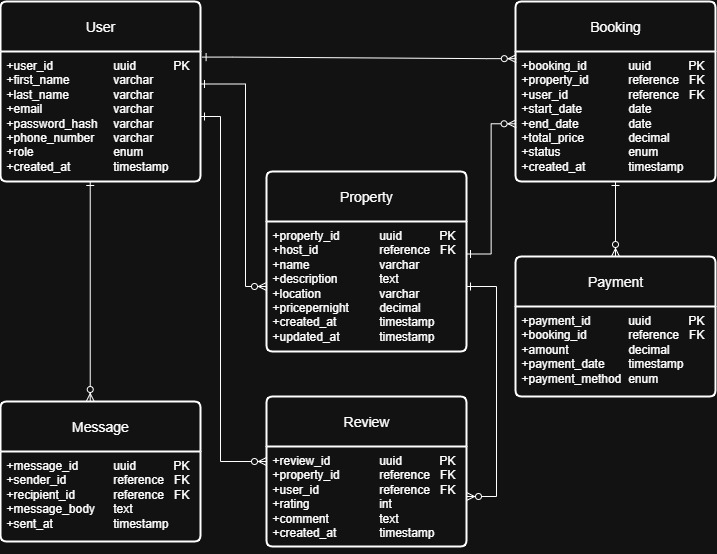 User
+user_id uuid PK
+first_name varchar
+last_name varchar
+email varchar
+password_hash varchar
+phone_number varchar
+role enum
+created_at timestamp
Booking
+booking_id uuid PK
+property_id reference FK
+user_id reference FK
+start_date date
+end_date date
+total_price decimal
+status enum
+created_at timestamp
Property
+property_id uuid PK
+host_id reference FK
+name varchar
+description text
+location varchar
+pricepernight decimal
+created_at timestamp
+updated_at timestamp
Payment
+payment_id uuid PK
+booking_id reference FK
+amount decimal
+payment_date timestamp
+payment_method enum
Message
+message_id uuid PK
+sender_id reference FK
+recipient_id reference FK
+message_body text
+sent_at timestamp
Review
+review_id uuid PK
+property_id reference FK
+user_id reference FK
+rating int
+comment text
+created_at timestamp